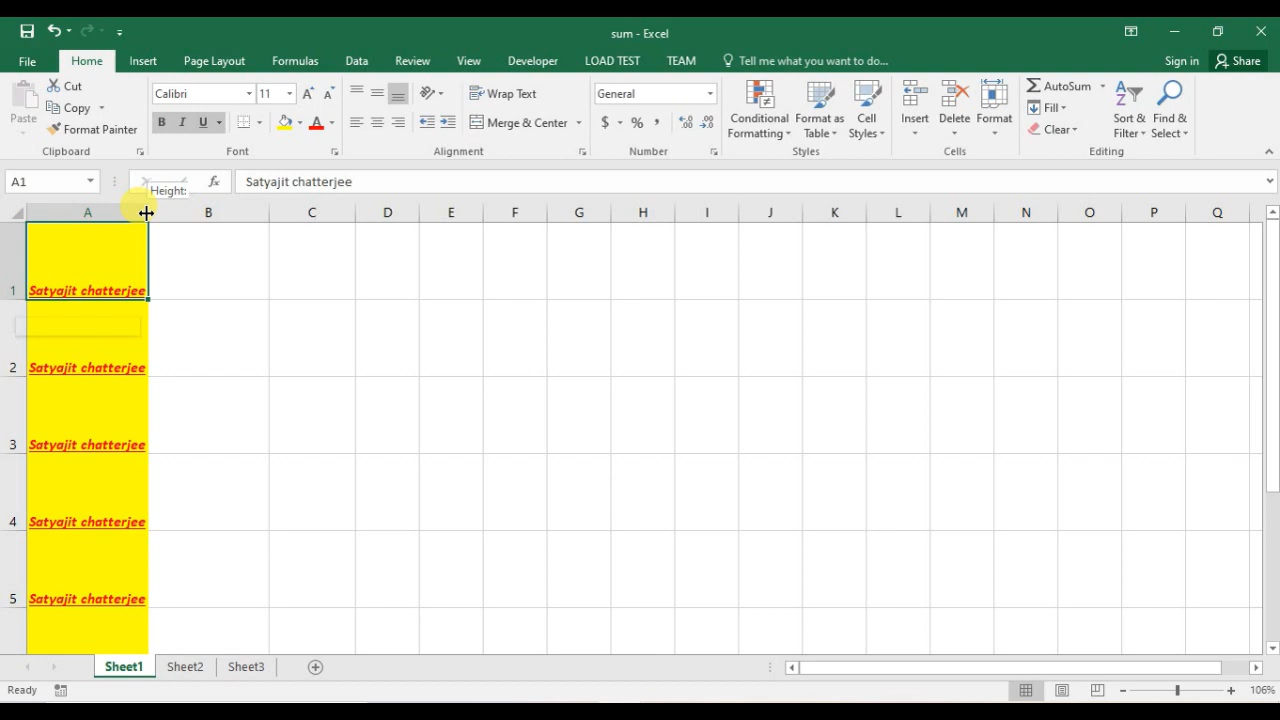 sum - Excel
File Home Insert Page Layout Formulas Data Review View Developer LOAD TEST TEAM Tell me what you want to do... Sign in Share
Paste
Cut
Copy
Format Painter
Clipboard
Calibri 11
B I U
Font
Wrap Text
Merge & Center
Alignment
General
$ % ,
Number
Conditional Formatting
Format as Table
Cell Styles
Styles
Insert
Delete
Format
Cells
AutoSum
Fill
Clear
Sort & Filter
Find & Select
Editing
A1 fx Satyajit chatterjee
Height:
A B C D E F G H I J K L M N O P Q
1 Satyajit chatterjee
2 Satyajit chatterjee
3 Satyajit chatterjee
4 Satyajit chatterjee
5 Satyajit chatterjee
Sheet1 Sheet2 Sheet3
Ready 106%